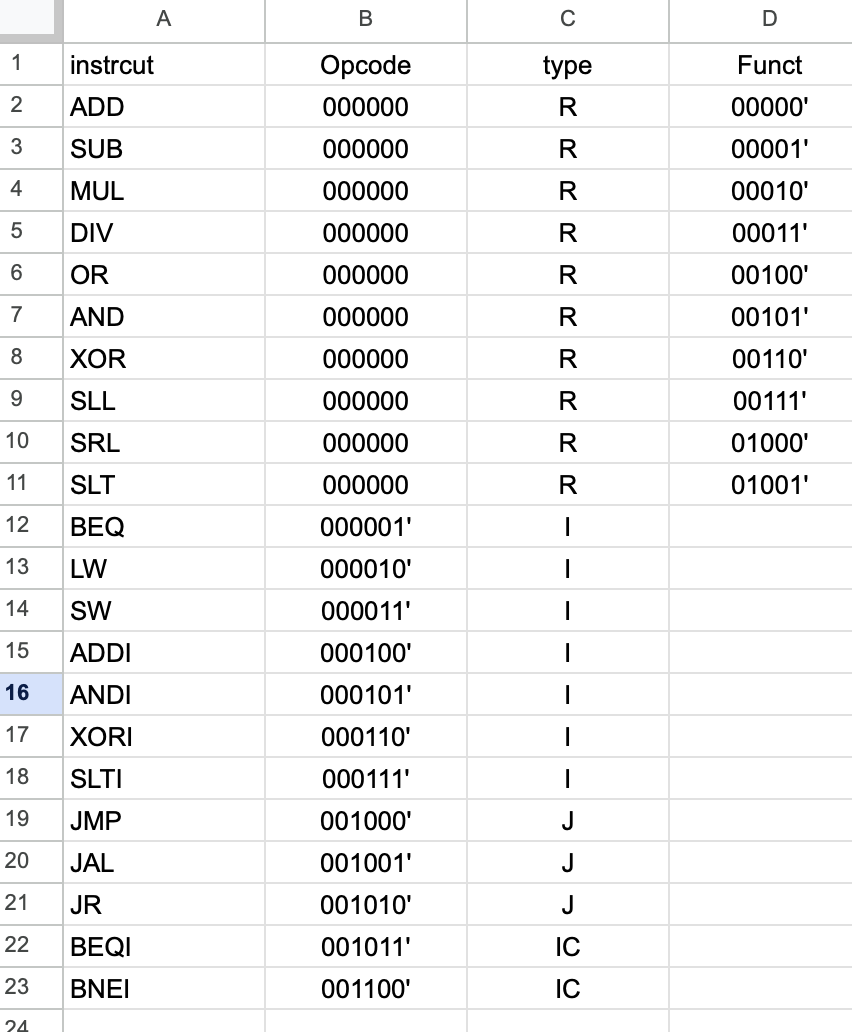 A B C D
1 instrcut Opcode type Funct
2 ADD 000000 R 00000'
3 SUB 000000 R 00001'
4 MUL 000000 R 00010'
5 DIV 000000 R 00011'
6 OR 000000 R 00100'
7 AND 000000 R 00101'
8 XOR 000000 R 00110'
9 SLL 000000 R 00111'
10 SRL 000000 R 01000'
11 SLT 000000 R 01001'
12 BEQ 000001' I
13 LW 000010' I
14 SW 000011' I
15 ADDI 000100' I
16 ANDI 000101' I
17 XORI 000110' I
18 SLTI 000111' I
19 JMP 001000' J
20 JAL 001001' J
21 JR 001010' J
22 BEQI 001011' IC
23 BNEI 001100' IC
24